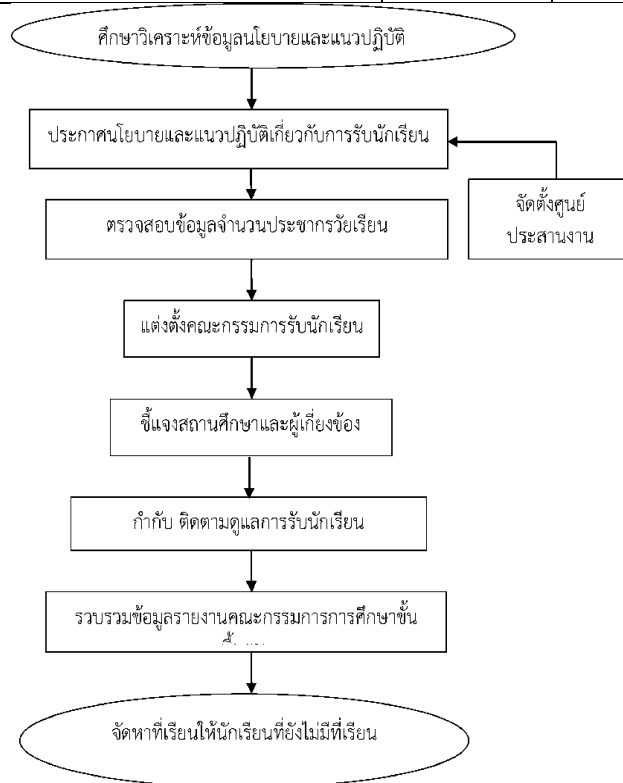 ศึกษาวิเคราะห์ข้อมูลนโยบายและแนวปฏิบัติ
ประกาศนโยบายและแนวปฏิบัติเกี่ยวกับการรับนักเรียน
จัดตั้งศูนย์
ประสานงาน
ตรวจสอบข้อมูลจำนวนประชากรวัยเรียน
แต่งตั้งคณะกรรมการรับนักเรียน
ชี้แจงสถานศึกษาและผู้เกี่ยงข้อง
กำกับ ติดตามดูแลการรับนักเรียน
รวบรวมข้อมูลรายงานคณะกรรมการการศึกษาขั้น
จัดหาที่เรียนให้นักเรียนที่ยังไม่มีที่เรียน